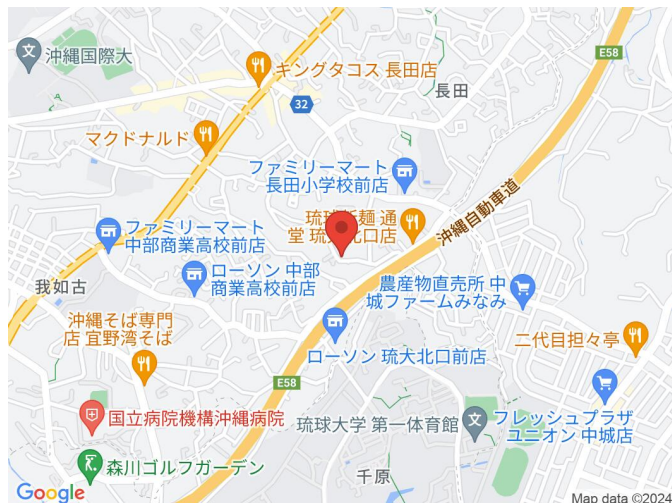 E58
沖縄国際大
キングタコス 長田店
長田
32
マクドナルド
ファミリーマート
長田小学校前店
沖縄自動車道
通
堂 琉大北口店
ファミリーマート
中部商業高校前店
我如古
ローソン 中部
商業高校前店
農産物直売所 中
城ファームみなみ
沖縄そば専門
店 宜野湾そば
ローソン 琉大北口前店
二代目担々亭
E58
国立病院機構沖縄病院
琉球大学 第一体育館
フレッシュプラザ
ユニオン 中城店
森川ゴルフガーデン
千原
Google
Map data ©2024